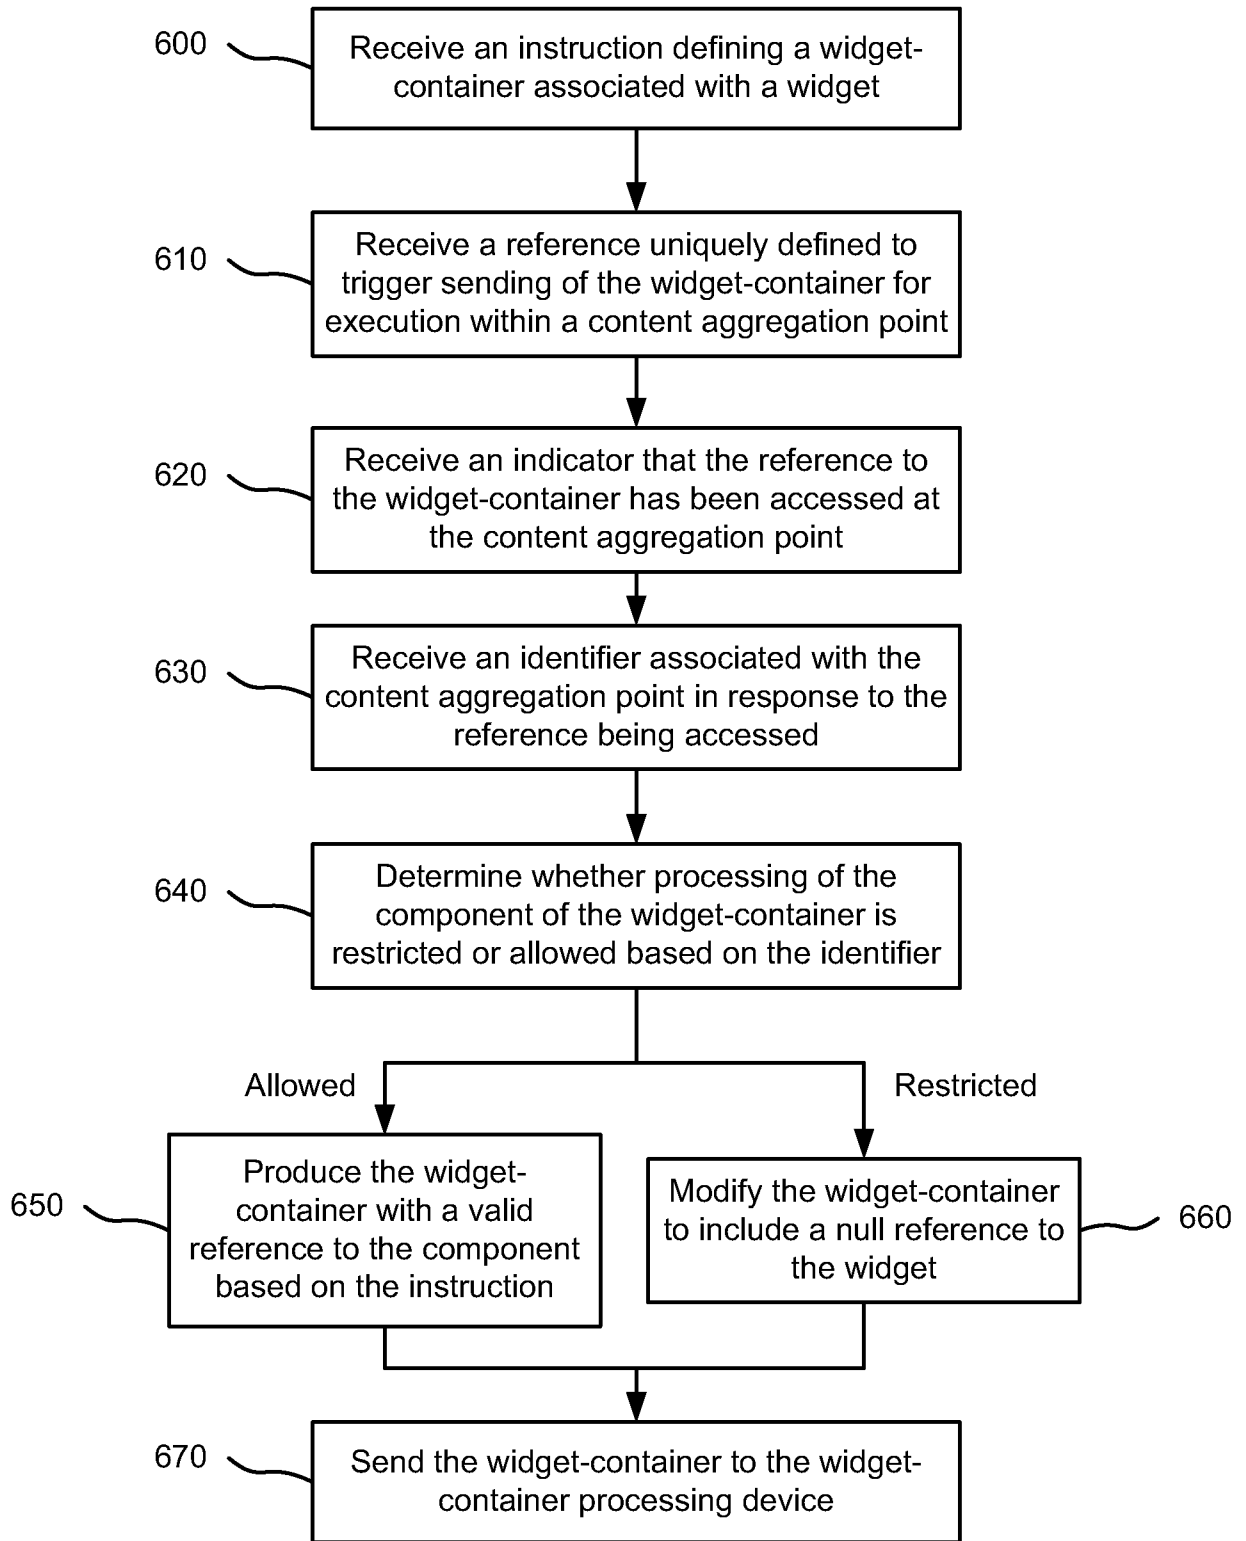 600
Receive an instruction defining a widget-
container associated with a widget
610
Receive a reference uniquely defined to
trigger sending of the widget-container for
execution within a content aggregation point
620
Receive an indicator that the reference to
the widget-container has been accessed at
the content aggregation point
630
Receive an identifier associated with the
content aggregation point in response to the
reference being accessed
640
Determine whether processing of the
component of the widget-container is
restricted or allowed based on the identifier
Allowed
Restricted
650
Produce the widget-
container with a valid
reference to the component
based on the instruction
Modify the widget-container
to include a null reference to
the widget
660
670
Send the widget-container to the widget-
container processing device